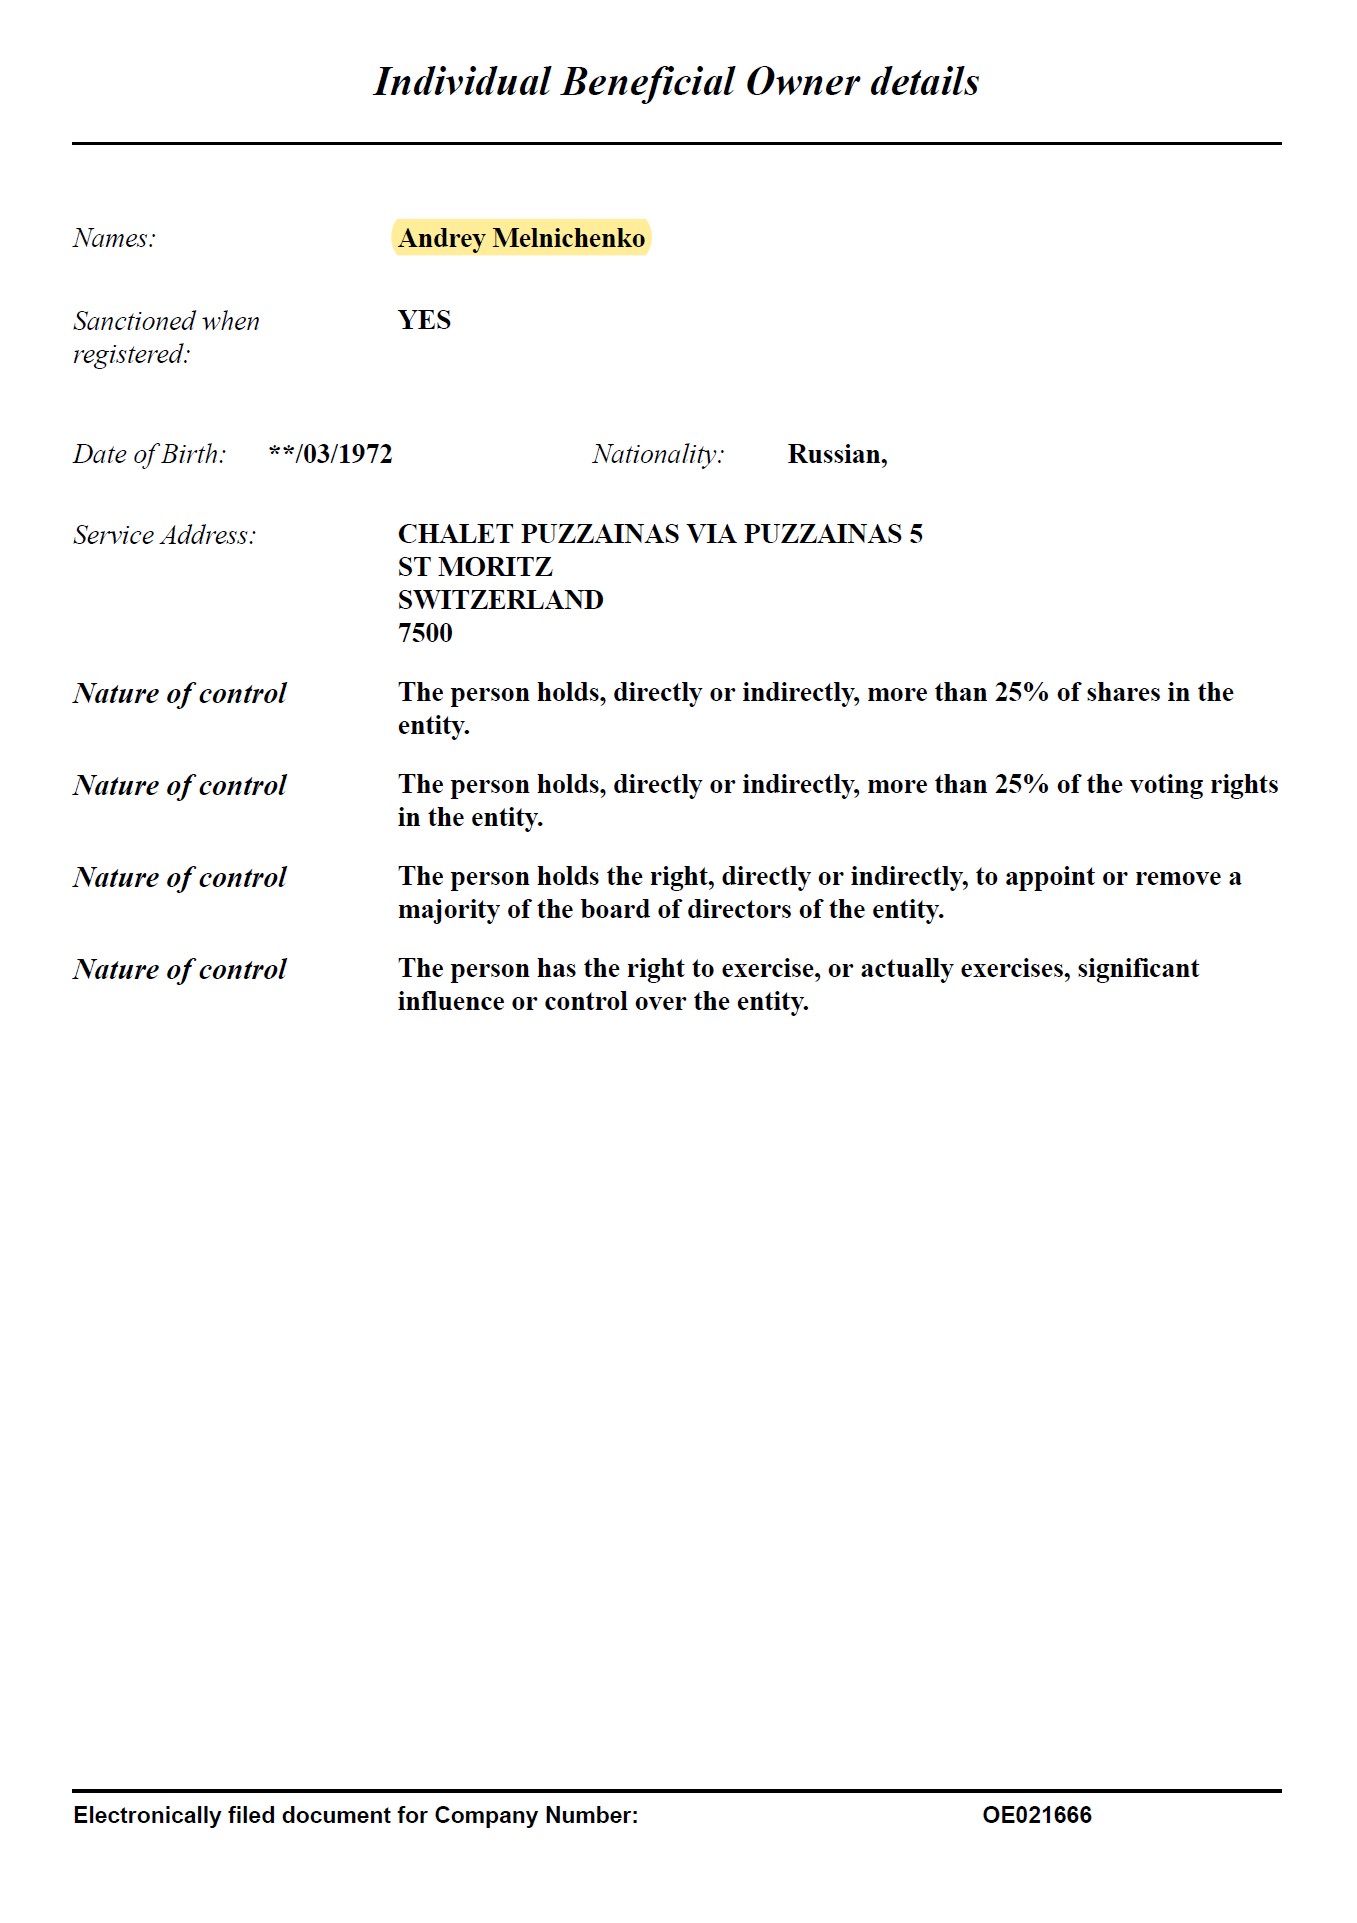 Individual Beneficial Owner details
Names: Andrey Melnichenko
Sanctioned when YES
registered:
Date of Birth: **/03/1972 Nationality: Russian,
Service Address: CHALET PUZZAINAS VIA PUZZAINAS 5
ST MORITZ
SWITZERLAND
7500
Nature of control The person holds, directly or indirectly, more than 25% of shares in the
entity.
Nature of control The person holds, directly or indirectly, more than 25% of the voting rights
in the entity.
Nature of control The person holds the right, directly or indirectly, to appoint or remove a
majority of the board of directors of the entity.
Nature of control The person has the right to exercise, or actually exercises, significant
influence or control over the entity.
Electronically filed document for Company Number: OE021666